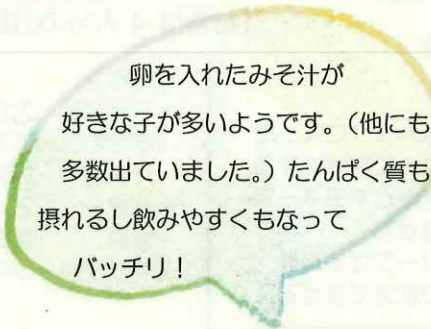 卵を入れたみそ汁が
好きな子が多いようです。（他にも
多数出ていました。）たんぱく質も
摂れるし飲みやすくもなって
バッチリ！